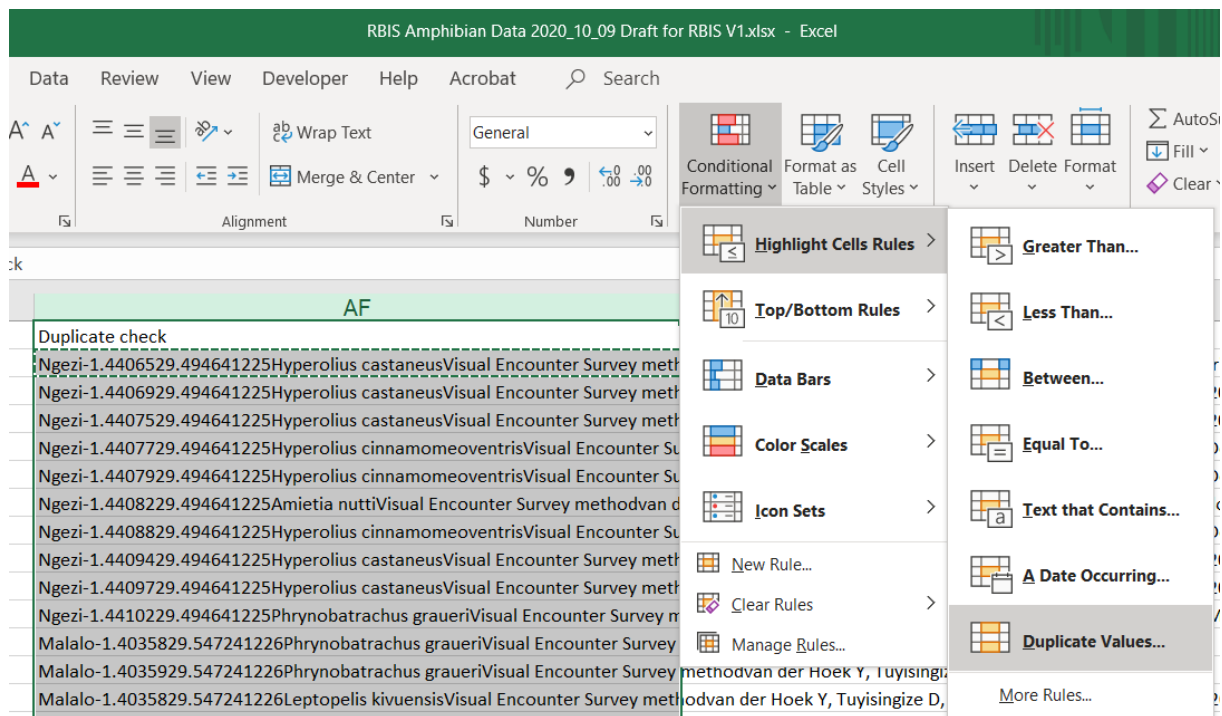 RBIS Amphibian Data 2020_10_09 Draft for RBIS V1.xlsx - Excel
Data Review View Developer Help Acrobat Search
A^ A˅ ab Wrap Text General Σ AutoSu
Conditional Formatting Format as Table Cell Styles Insert Delete Format Fill
A Merge & Center $ % 9 .00 .00 Clear
Alignment Number
ck
AF
Duplicate check
Ngezi-1.4406529.494641225Hyperolius castaneusVisual Encounter Survey meth
Ngezi-1.4406929.494641225Hyperolius castaneusVisual Encounter Survey meth
Ngezi-1.4407529.494641225Hyperolius castaneusVisual Encounter Survey meth
Ngezi-1.4407729.494641225Hyperolius cinnamomeoventrisVisual Encounter Su
Ngezi-1.4407929.494641225Hyperolius cinnamomeoventrisVisual Encounter Su
Ngezi-1.4408229.494641225Amietia nuttiVisual Encounter Survey methodvan d
Ngezi-1.4408829.494641225Hyperolius cinnamomeoventrisVisual Encounter Su
Ngezi-1.4409429.494641225Hyperolius castaneusVisual Encounter Survey meth
Ngezi-1.4409729.494641225Hyperolius castaneusVisual Encounter Survey meth
Ngezi-1.4410229.494641225Phrynobatrachus graueriVisual Encounter Survey m
Malalo-1.4035829.547241226Phrynobatrachus graueriVisual Encounter Survey
Malalo-1.4035929.547241226Phrynobatrachus graueriVisual Encounter Survey methodvan der Hoek Y, Tuyisingiz
Malalo-1.4035829.547241226Leptopelis kivuensisVisual Encounter Survey methodvan der Hoek Y, Tuyisingize D,
Highlight Cells Rules
Top/Bottom Rules
10
Data Bars
Color Scales
Icon Sets
New Rule...
Clear Rules
Manage Rules...
Greater Than...
Less Than...
Between...
Equal To...
Text that Contains...
A Date Occurring...
Duplicate Values...
More Rules...